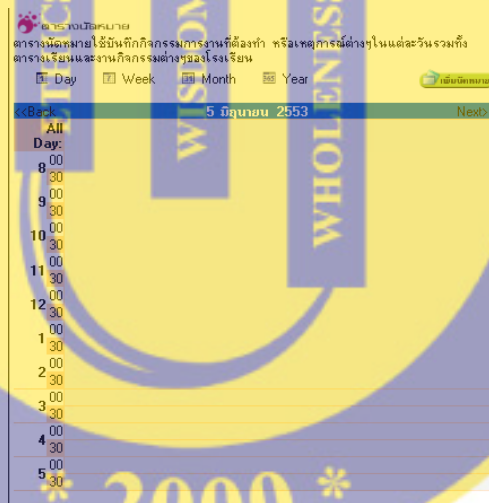 ตารางนัดหมาย
ตารางนัดหมายใช้บันทึกกิจกรรมการงานที่ต้องทำ หรือเหตุการณ์ต่างๆในแต่ละวันรวมทั้ง
ตารางเรียนและงานกิจกรรมต่างๆของโรงเรียน
Day Week Month Year เพิ่มนัดหมาย
<<Back 5 มิถุนายน 2553 Next>
All
Day:
8 00
30
9 00
30
10 00
30
11 00
30
12 00
30
1 00
30
2 00
30
3 00
30
4 00
30
5 00
30
WISDOM
WHOLENESS
* 2009 *